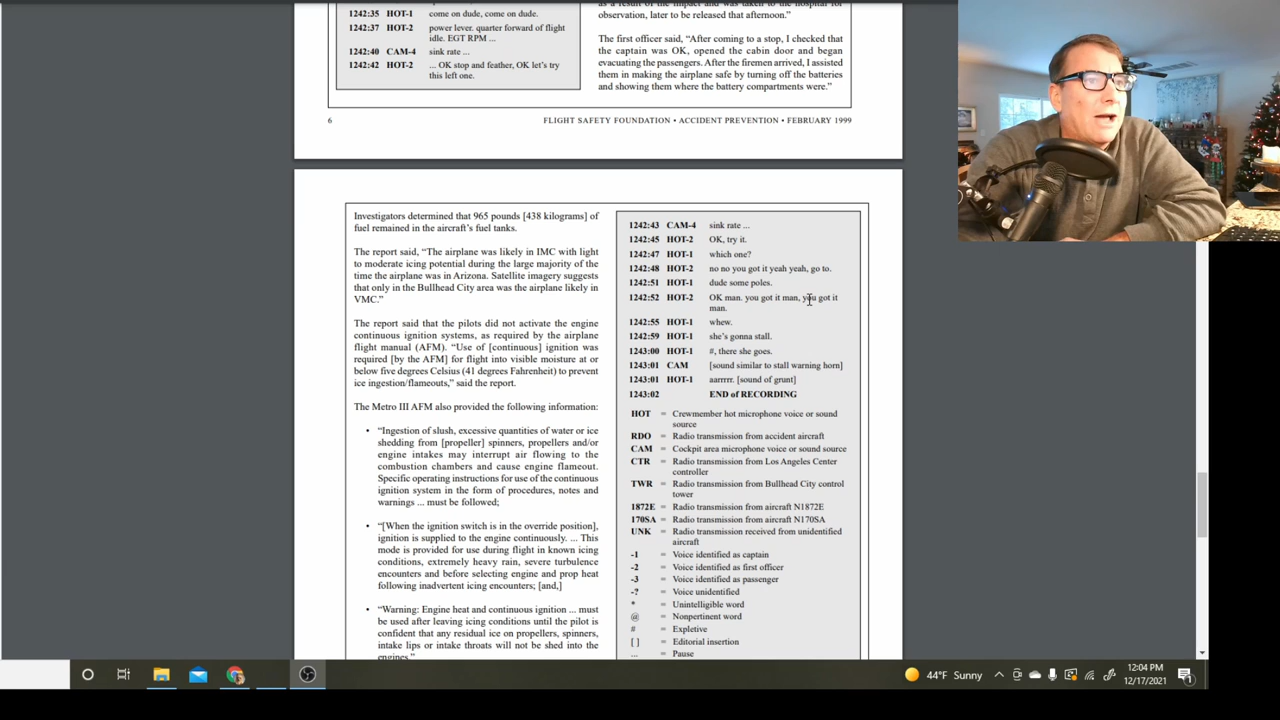 1242:35 HOT-1 come on dude, come on dude.
1242:37 HOT-2 power lever. quarter forward of flight
idle. EGT RPM ...
1242:40 CAM-4 sink rate ...
1242:42 HOT-2 ... OK stop and feather, OK let's try
this left one.
as a result of the impact and was taken to the hospital for
observation, later to be released that afternoon."
The first officer said, "After coming to a stop, I checked that
the captain was OK, opened the cabin door and began
evacuating the passengers. After the firemen arrived, I assisted
them in making the airplane safe by turning off the batteries
and showing them where the battery compartments were."
6 FLIGHT SAFETY FOUNDATION • ACCIDENT PREVENTION • FEBRUARY 1999
Investigators determined that 965 pounds [438 kilograms] of
fuel remained in the aircraft's fuel tanks.
The report said, "The airplane was likely in IMC with light
to moderate icing potential during the large majority of the
time the airplane was in Arizona. Satellite imagery suggests
that only in the Bullhead City area was the airplane likely in
VMC."
The report said that the pilots did not activate the engine
continuous ignition systems, as required by the airplane
flight manual (AFM). "Use of [continuous] ignition was
required [by the AFM] for flight into visible moisture at or
below five degrees Celsius (41 degrees Fahrenheit) to prevent
ice ingestion/flameouts," said the report.
The Metro III AFM also provided the following information:
• "Ingestion of slush, excessive quantities of water or ice
shedding from [propeller] spinners, propellers and/or
engine intakes may interrupt air flowing to the
combustion chambers and cause engine flameout.
Specific operating instructions for use of the continuous
ignition system in the form of procedures, notes and
warnings ... must be followed;
• "[When the ignition switch is in the override position],
ignition is supplied to the engine continuously. ... This
mode is provided for use during flight in known icing
conditions, extremely heavy rain, severe turbulence
encounters and before selecting engine and prop heat
following inadvertent icing encounters; [and,]
• "Warning: Engine heat and continuous ignition ... must
be used after leaving icing conditions until the pilot is
confident that any residual ice on propellers, spinners,
intake lips or intake throats will not be shed into the
engines."
1242:43 CAM-4 sink rate ...
1242:45 HOT-2 OK, try it.
1242:47 HOT-1 which one?
1242:48 HOT-2 no no you got it yeah yeah, go to.
1242:51 HOT-1 dude some poles.
1242:52 HOT-2 OK man. you got it man, you got it
man.
1242:55 HOT-1 whew.
1242:59 HOT-1 she's gonna stall.
1243:00 HOT-1 #, there she goes.
1243:01 CAM [sound similar to stall warning horn]
1243:01 HOT-1 aarrrrr. [sound of grunt]
1243:02 END of RECORDING
HOT = Crewmember hot microphone voice or sound
source
RDO = Radio transmission from accident aircraft
CAM = Cockpit area microphone voice or sound source
CTR = Radio transmission from Los Angeles Center
controller
TWR = Radio transmission from Bullhead City control
tower
1872E = Radio transmission from aircraft N1872E
170SA = Radio transmission from aircraft N170SA
UNK = Radio transmission received from unidentified
aircraft
-1 = Voice identified as captain
-2 = Voice identified as first officer
-3 = Voice identified as passenger
-? = Voice unidentified
* = Unintelligible word
@ = Nonpertinent word
# = Expletive
[ ] = Editorial insertion
... = Pause
44°F Sunny
12:04 PM
12/17/2021